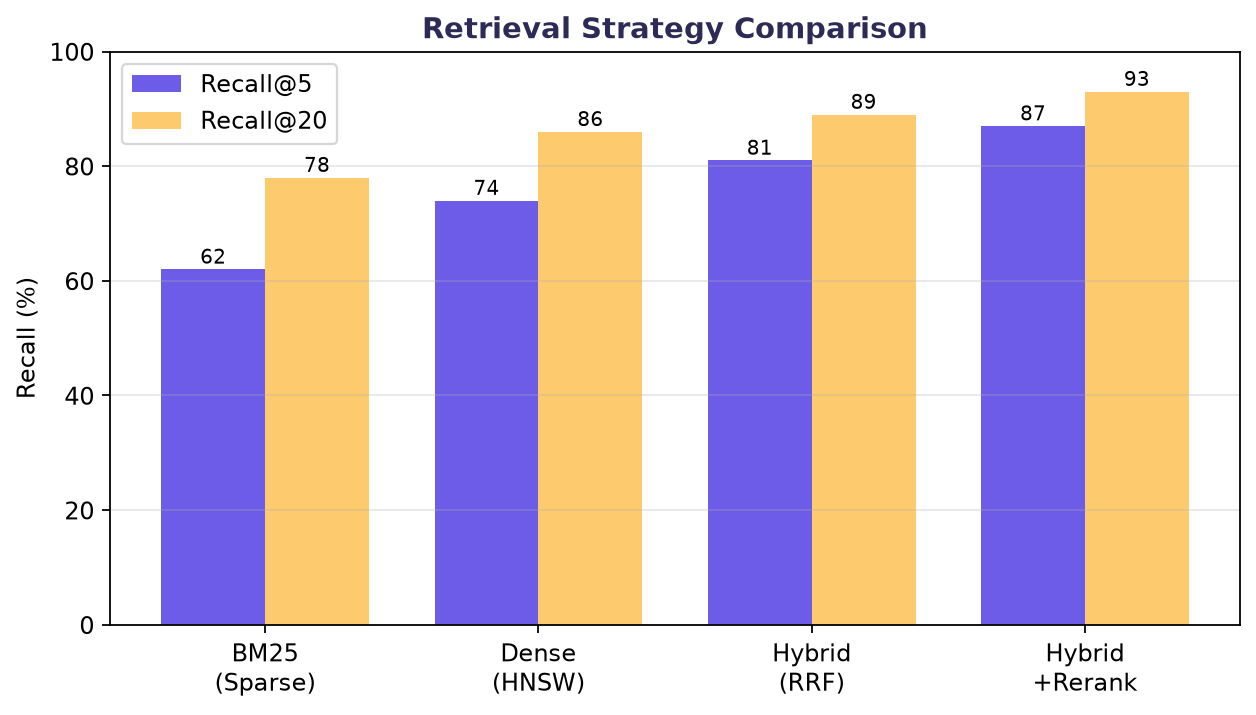 Retrieval Strategy Comparison
Recall (%)
100
80
60
40
20
0
Recall@5
Recall@20
62
78
74
86
81
89
87
93
BM25
(Sparse)
Dense
(HNSW)
Hybrid
(RRF)
Hybrid
+Rerank